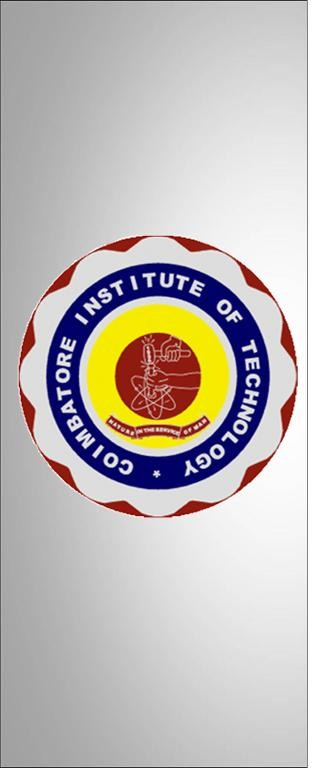 COIMBATORE INSTITUTE OF TECHNOLOGY
NATURE IN THE SERVICE OF MAN